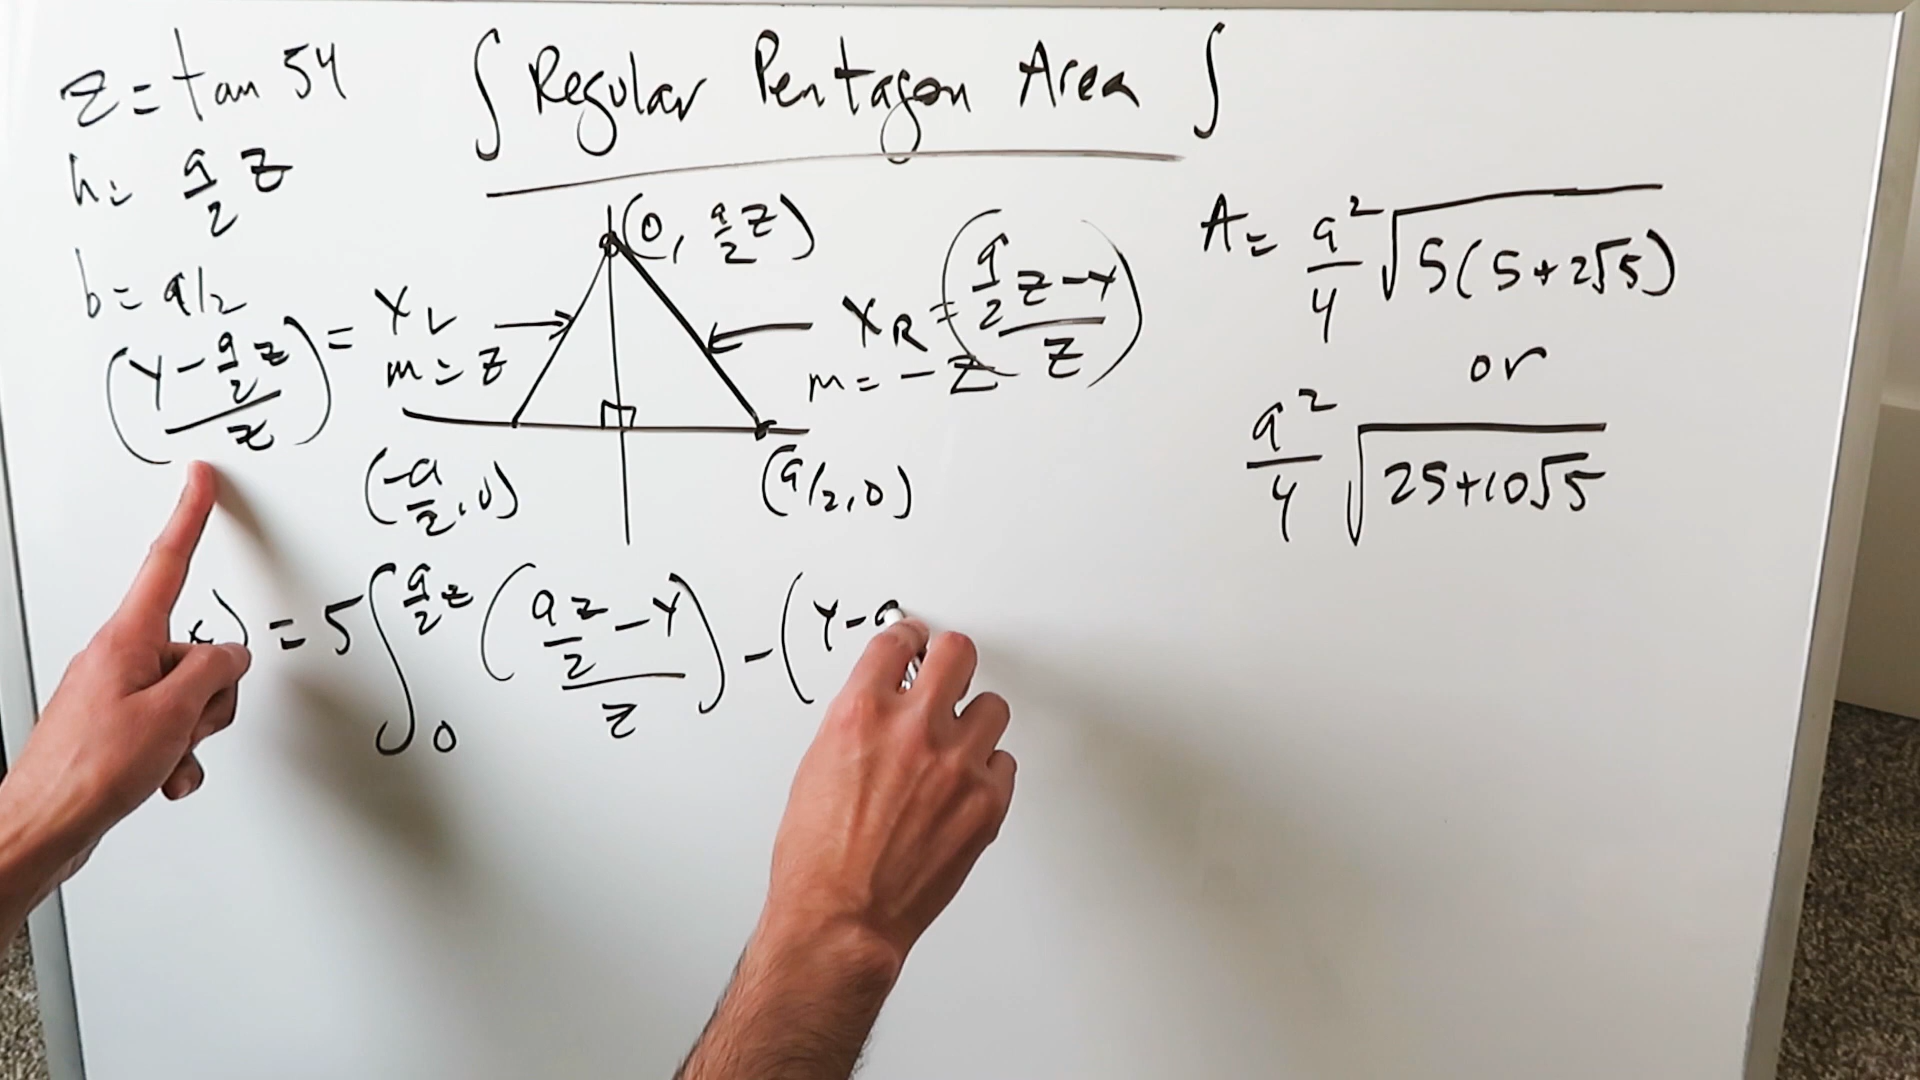 ∫ Regular Pentagon Area ∫
z = tan 54
h = a/2 z
b = a/2
(y - a/2 z)/z = x_L
m = z
(0, a/2 z)
x_R = (a/2 z - y)/z
m = -z
(-a/2, 0)
(a/2, 0)
A = a²/4 √(5(5+2√5))
or
a²/4 √(25+10√5)
x) = 5 ∫₀^(a/2 z) ((az/2 - y)/z) - (y - a